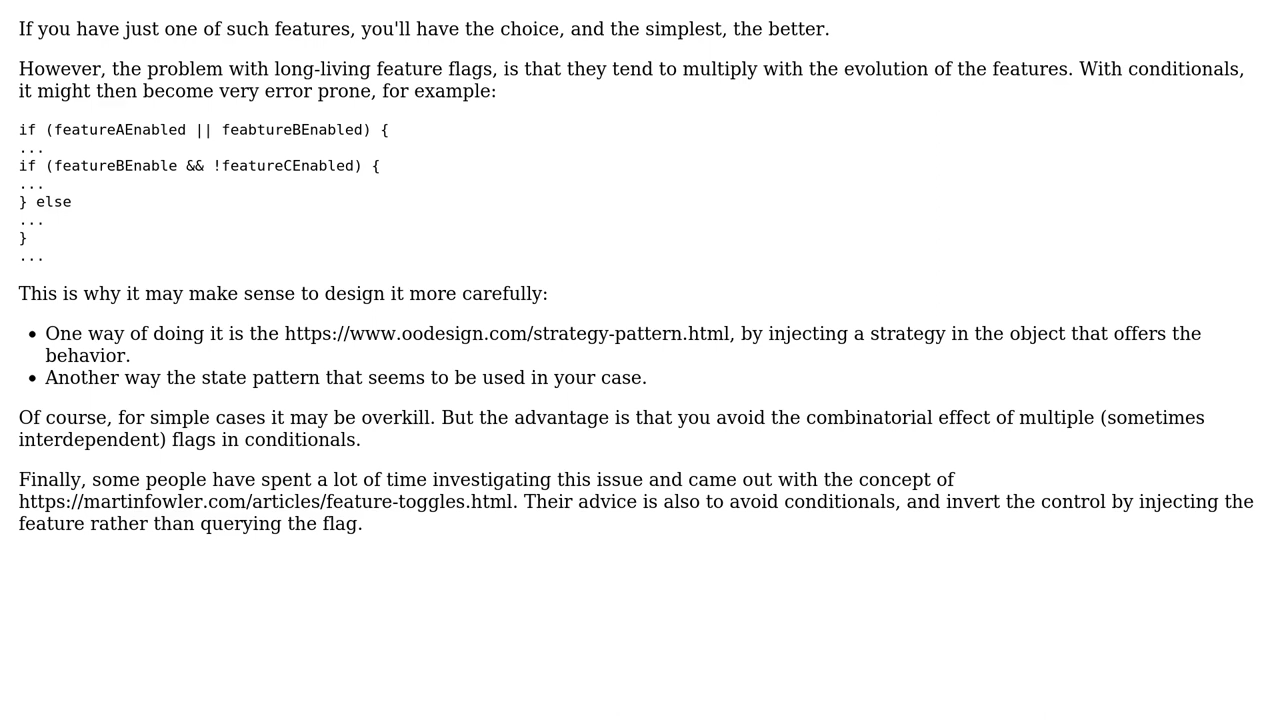 If you have just one of such features, you'll have the choice, and the simplest, the better.
However, the problem with long-living feature flags, is that they tend to multiply with the evolution of the features. With conditionals,
it might then become very error prone, for example:
if (featureAEnabled || feabtureBEnabled) {
...
if (featureBEnable && !featureCEnabled) {
...
} else
...
}
...
This is why it may make sense to design it more carefully:
• One way of doing it is the https://www.oodesign.com/strategy-pattern.html, by injecting a strategy in the object that offers the
behavior.
• Another way the state pattern that seems to be used in your case.
Of course, for simple cases it may be overkill. But the advantage is that you avoid the combinatorial effect of multiple (sometimes
interdependent) flags in conditionals.
Finally, some people have spent a lot of time investigating this issue and came out with the concept of
https://martinfowler.com/articles/feature-toggles.html. Their advice is also to avoid conditionals, and invert the control by injecting the
feature rather than querying the flag.